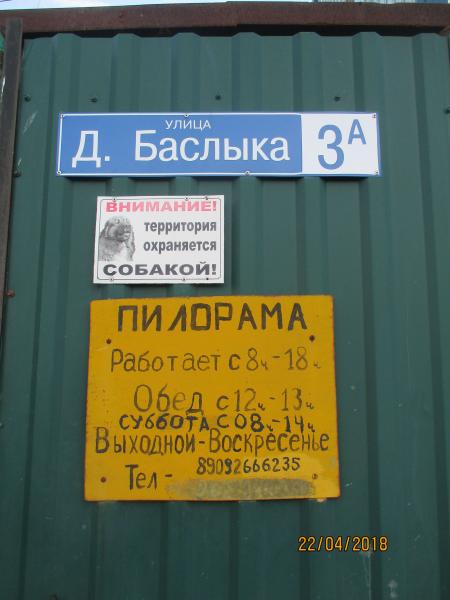 УЛИЦА
Д. Баслыка 3А
ВНИМАНИЕ!
территория
охраняется
СОБАКОЙ!
ПИЛОРАМА
Работает с 8ч.-18ч
Обед с 12ч.-13ч
СУББОТА С 08ч.-14ч
Выходной-Воскресенье
89092666235
Тел -
22/04/2018